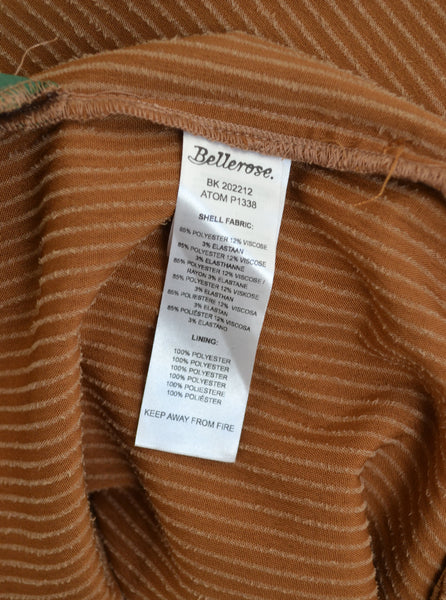 Bellerose.
BK 202212
ATOM P1338
SHELL FABRIC:
85% POLYESTER 12% VISCOSE
3% ELASTAAN
85% POLYESTER 12% VISCOSE
3% ELASTHANNE
85% POLYESTER 12% VISCOSE /
RAYON 3% ELASTANE
85% POLYESTER 12% VISKOSE
3% ELASTHAN
85% POLIESTERE 12% VISCOSA
3% ELASTAN
85% POLIÉSTER 12% VISCOSA
3% ELASTANO
LINING:
100% POLYESTER
100% POLYESTER
100% POLYESTER
100% POLYESTER
100% POLIESTERE
100% POLIÉSTER
KEEP AWAY FROM FIRE